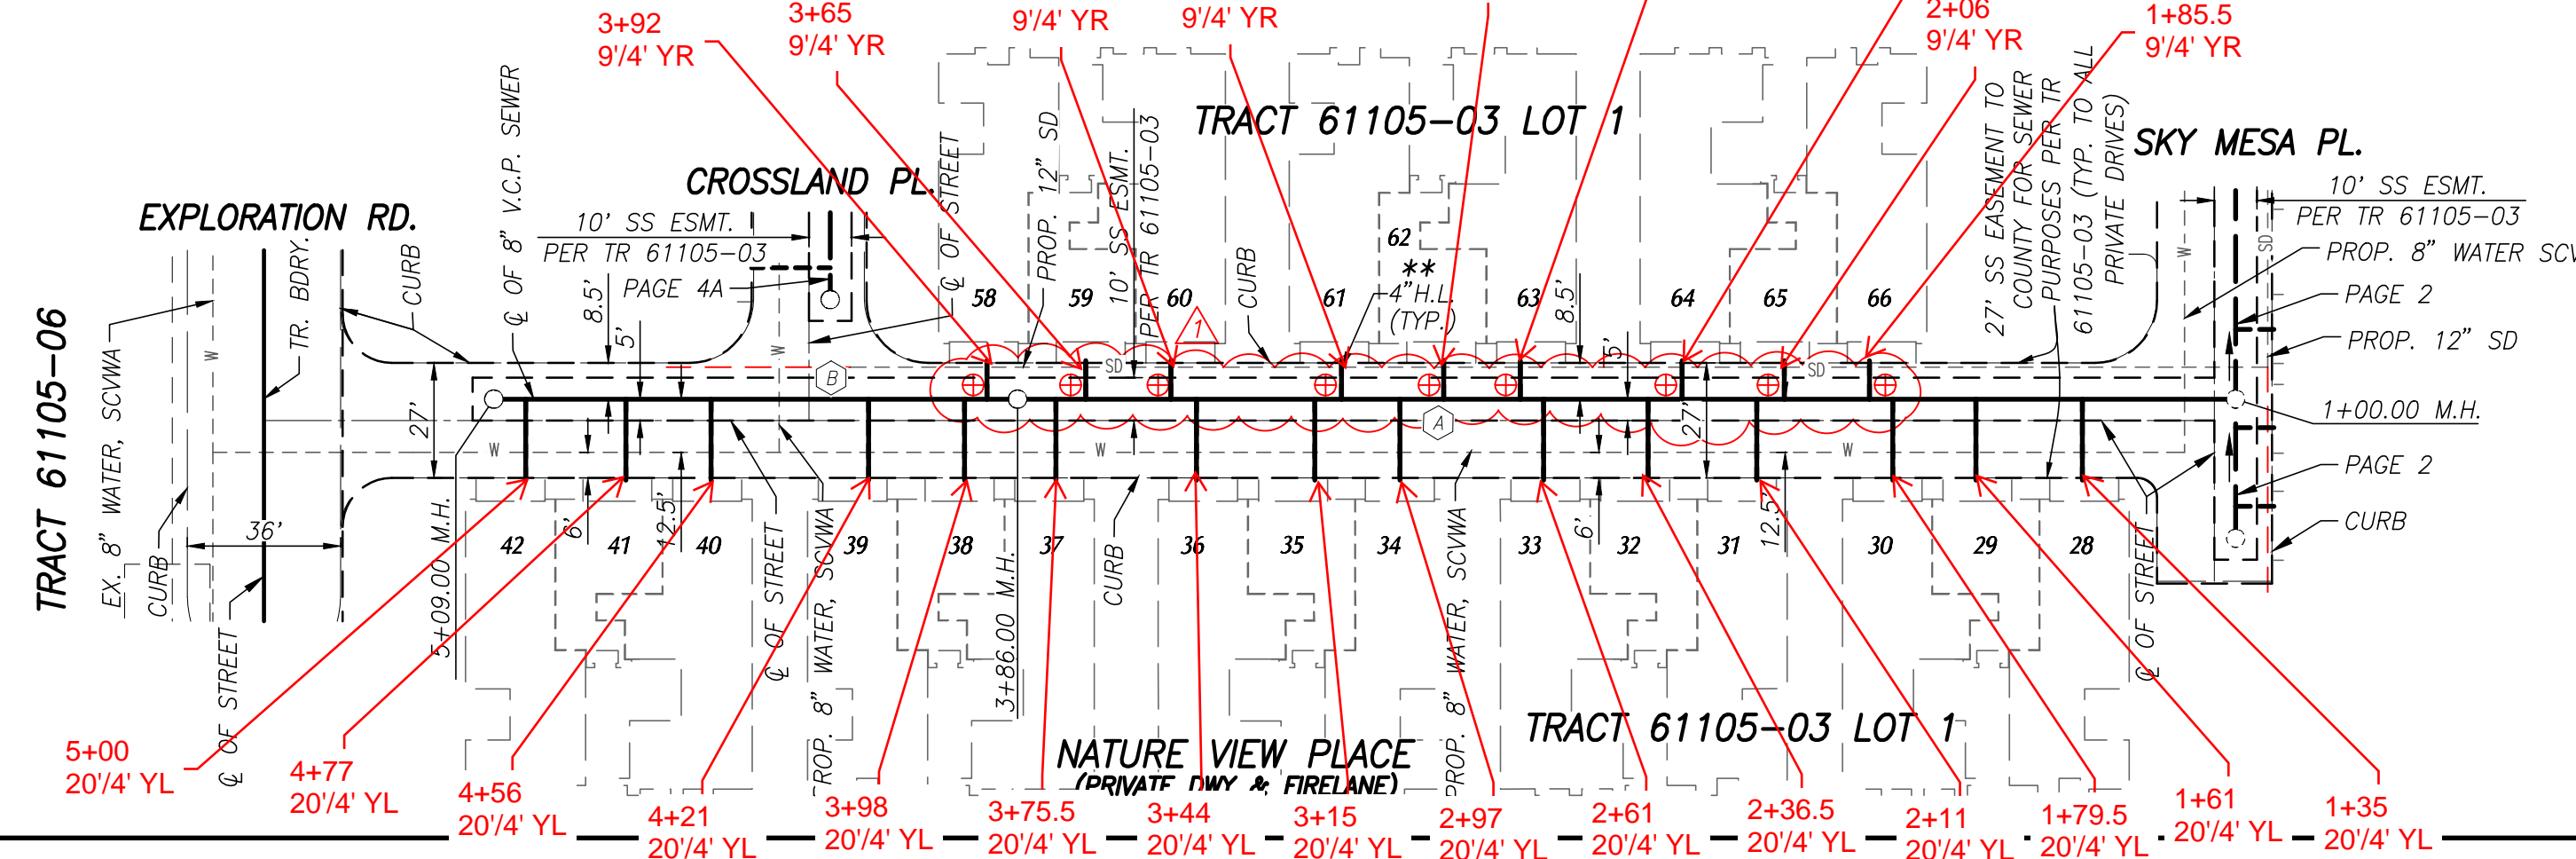 3+92
9'/4' YR
3+65
9'/4' YR
9'/4' YR
9'/4' YR
2+06
9'/4' YR
1+85.5
9'/4' YR
TRACT 61105-03 LOT 1
SKY MESA PL.
CROSSLAND PL.
EXPLORATION RD.
10' SS ESMT.
PER TR 61105-03
PAGE 4A
10' SS ESMT.
PER TR 61105-03
PROP. 8" WATER SCV
PAGE 2
PROP. 12" SD
1+00.00 M.H.
PAGE 2
CURB
27' SS EASEMENT TO
COUNTY FOR SEWER
PURPOSES PER TR
61105-03 (TYP. TO ALL
PRIVATE DRIVES)
TRACT 61105-06
EX. 8" WATER, SCVWA
CURB
W
TR. BDRY.
CURB
℄ OF 8" V.C.P. SEWER
8.5'
5'
W
℄ OF STREET
PROP. 12" SD
10' SS ESMT.
PER TR 61105-03
CURB
62
**
4"H.L.
(TYP.)
58
59
60
61
63
64
65
66
1
8.5'
5'
W
SD
B
SD
SD
A
27'
27'
W
W
W
36'
6'
12.5'
6'
12.5'
42
41
40
39
38
37
36
35
34
33
32
31
30
29
28
℄ OF STREET
5+09.00 M.H.
℄ OF STREET
PROP. 8" WATER, SCVWA
3+86.00 M.H.
CURB
PROP. 8" WATER, SCVWA
℄ OF STREET
TRACT 61105-03 LOT 1
NATURE VIEW PLACE
(PRIVATE DWY & FIRELANE)
5+00
20'/4' YL
4+77
20'/4' YL
4+56
20'/4' YL
4+21
20'/4' YL
3+98
20'/4' YL
3+75.5
20'/4' YL
3+44
20'/4' YL
3+15
20'/4' YL
2+97
20'/4' YL
2+61
20'/4' YL
2+36.5
20'/4' YL
2+11
20'/4' YL
1+79.5
20'/4' YL
1+61
20'/4' YL
1+35
20'/4' YL